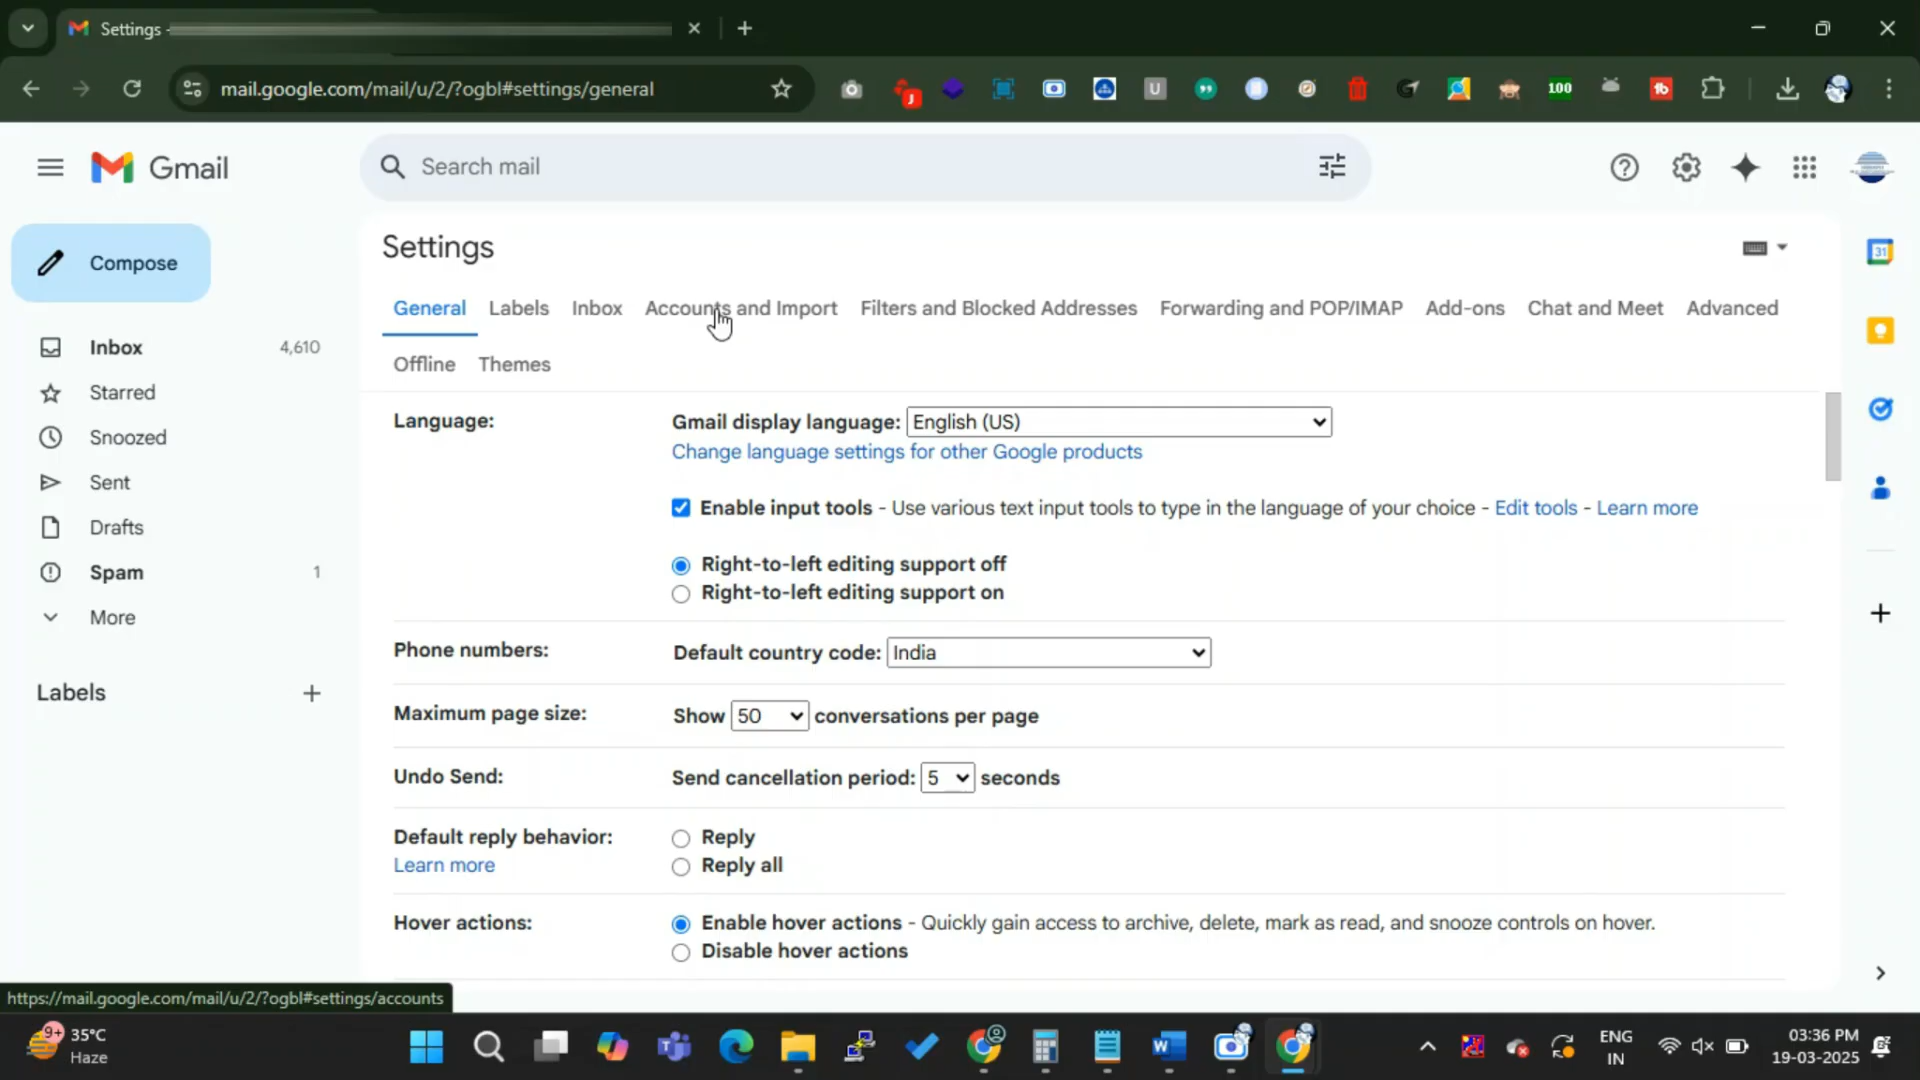 Settings -
mail.google.com/mail/u/2/?ogbl#settings/general
J
U
100
Gmail
Search mail
Compose
Inbox 4,610
Starred
Snoozed
Sent
Drafts
Spam 1
More
Labels
Settings
General Labels Inbox Accounts and Import Filters and Blocked Addresses Forwarding and POP/IMAP Add-ons Chat and Meet Advanced
Offline Themes
Language: Gmail display language: English (US)
Change language settings for other Google products
Enable input tools - Use various text input tools to type in the language of your choice - Edit tools - Learn more
Right-to-left editing support off
Right-to-left editing support on
Phone numbers: Default country code: India
Maximum page size: Show 50 conversations per page
Undo Send: Send cancellation period: 5 seconds
Default reply behavior: Reply
Learn more Reply all
Hover actions: Enable hover actions - Quickly gain access to archive, delete, mark as read, and snooze controls on hover.
Disable hover actions
31
https://mail.google.com/mail/u/2/?ogbl#settings/accounts
9+ 35°C
Haze
ENG
IN
03:36 PM
19-03-2025